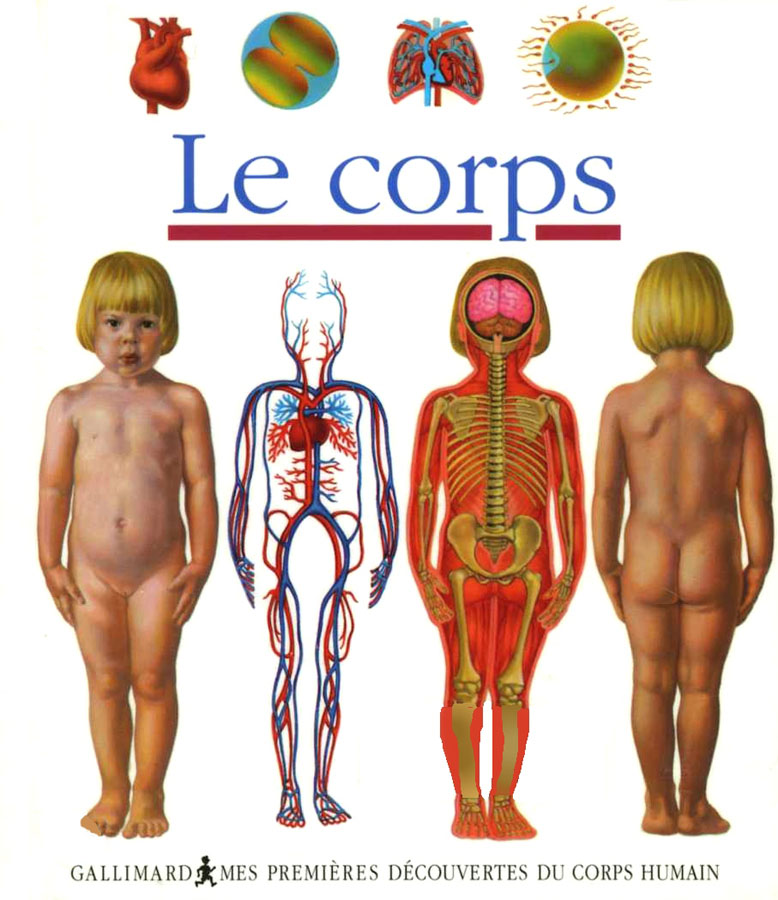 Le corps
GALLIMARD MES PREMIÈRES DÉCOUVERTES DU CORPS HUMAIN